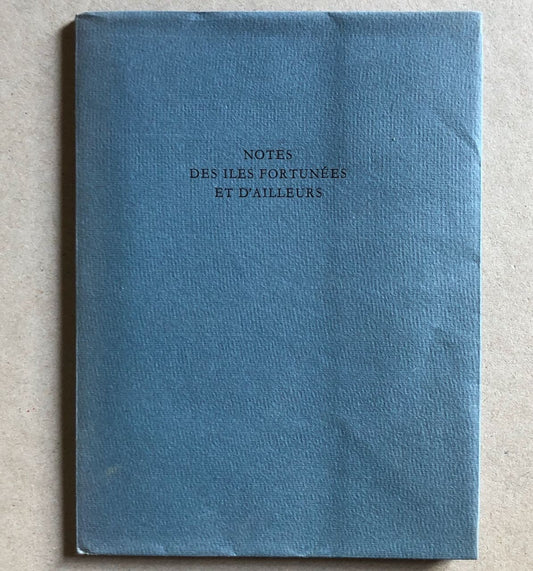 NOTES
DES ILES FORTUNÉES
ET D'AILLEURS